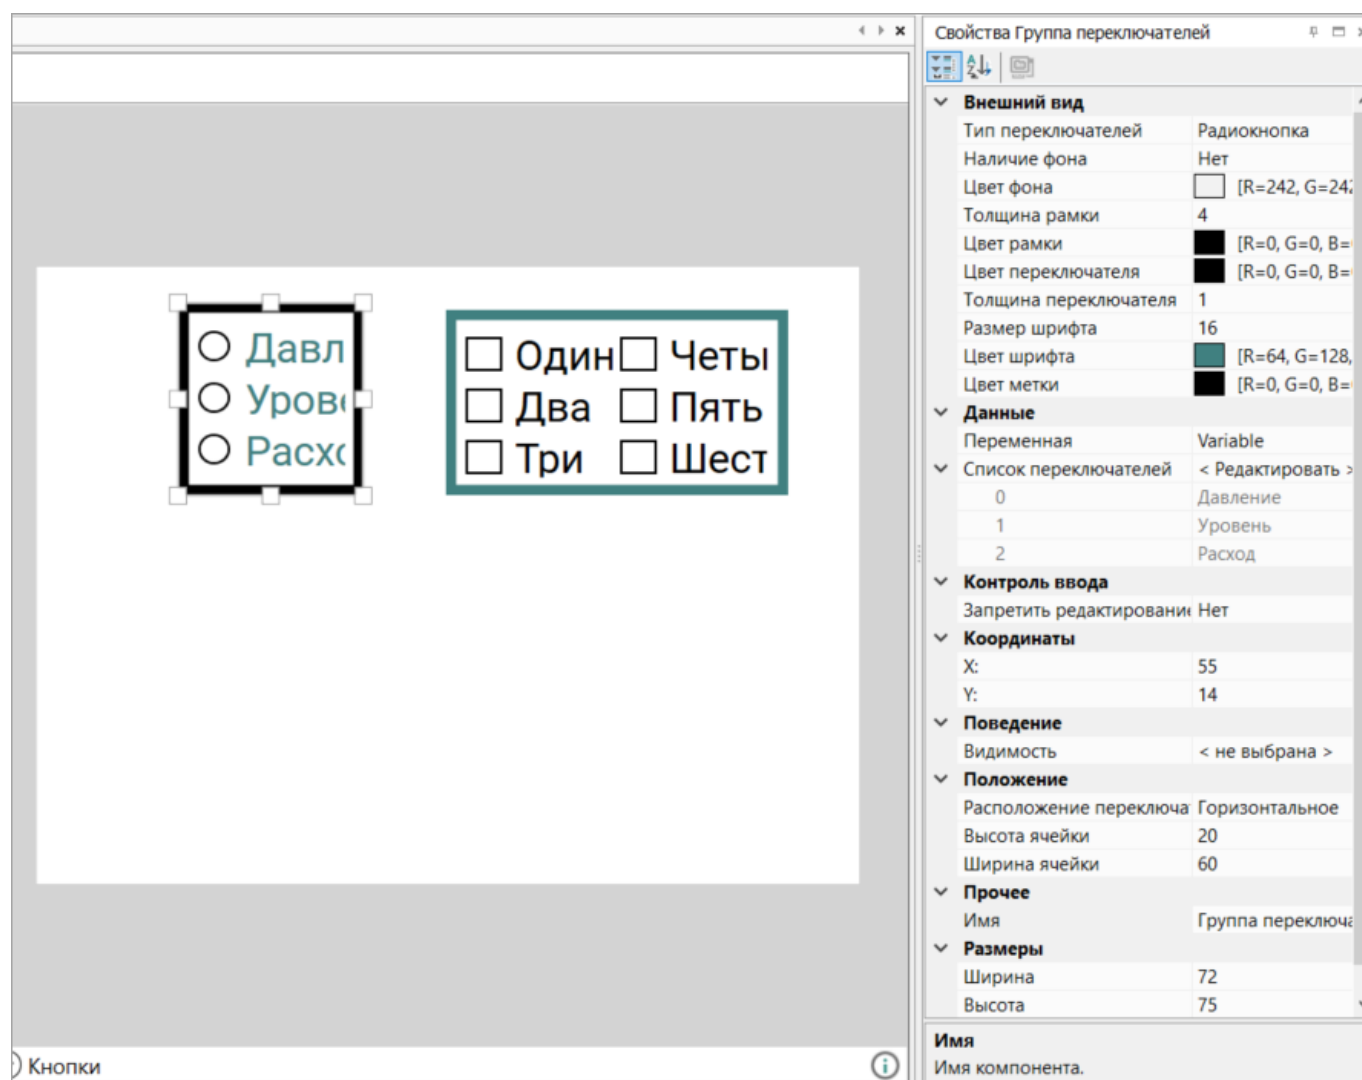 Свойства Группа переключателей
Внешний вид
Тип переключателей Радиокнопка
Наличие фона Нет
Цвет фона [R=242, G=242
Толщина рамки 4
Цвет рамки [R=0, G=0, B=
Цвет переключателя [R=0, G=0, B=
Толщина переключателя 1
Размер шрифта 16
Цвет шрифта [R=64, G=128,
Цвет метки [R=0, G=0, B=
Данные
Переменная Variable
Список переключателей < Редактировать >
0 Давление
1 Уровень
2 Расход
Контроль ввода
Запретить редактировани Нет
Координаты
X: 55
Y: 14
Поведение
Видимость < не выбрана >
Положение
Расположение переключа Горизонтальное
Высота ячейки 20
Ширина ячейки 60
Прочее
Имя Группа переключа
Размеры
Ширина 72
Высота 75
Имя
Имя компонента.
Давл
Уров
Расх
Один Четы
Два Пять
Три Шест
Кнопки